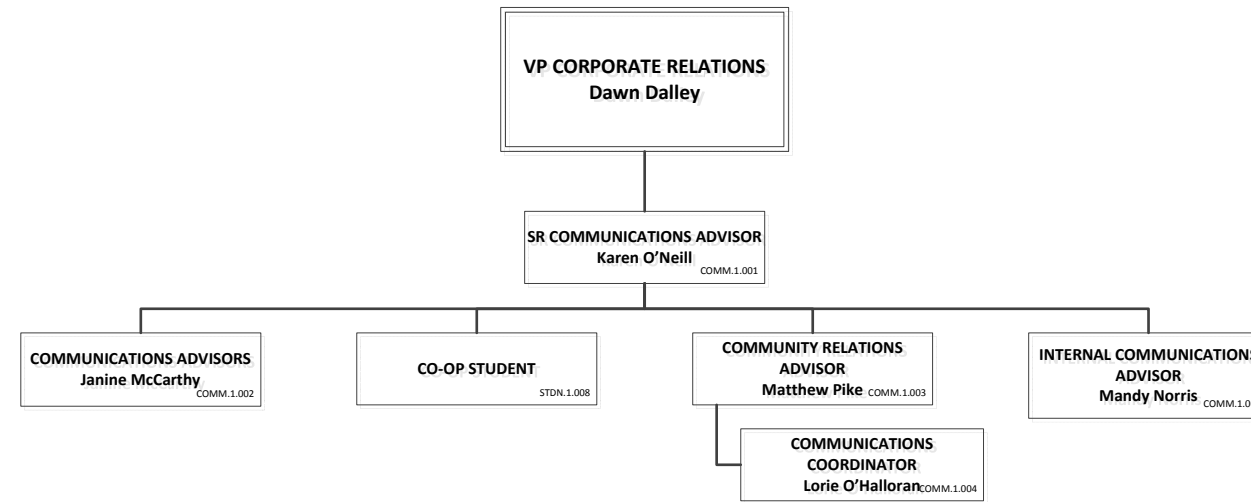 VP CORPORATE RELATIONS
Dawn Dalley
SR COMMUNICATIONS ADVISOR
Karen O’Neill
COMM.1.001
COMMUNICATIONS ADVISORS
Janine McCarthy
COMM.1.002
CO-OP STUDENT
STDN.1.008
COMMUNITY RELATIONS
ADVISOR
Matthew Pike
COMM.1.003
COMMUNICATIONS
COORDINATOR
Lorie O’Halloran
COMM.1.004
INTERNAL COMMUNICATIONS
ADVISOR
Mandy Norris